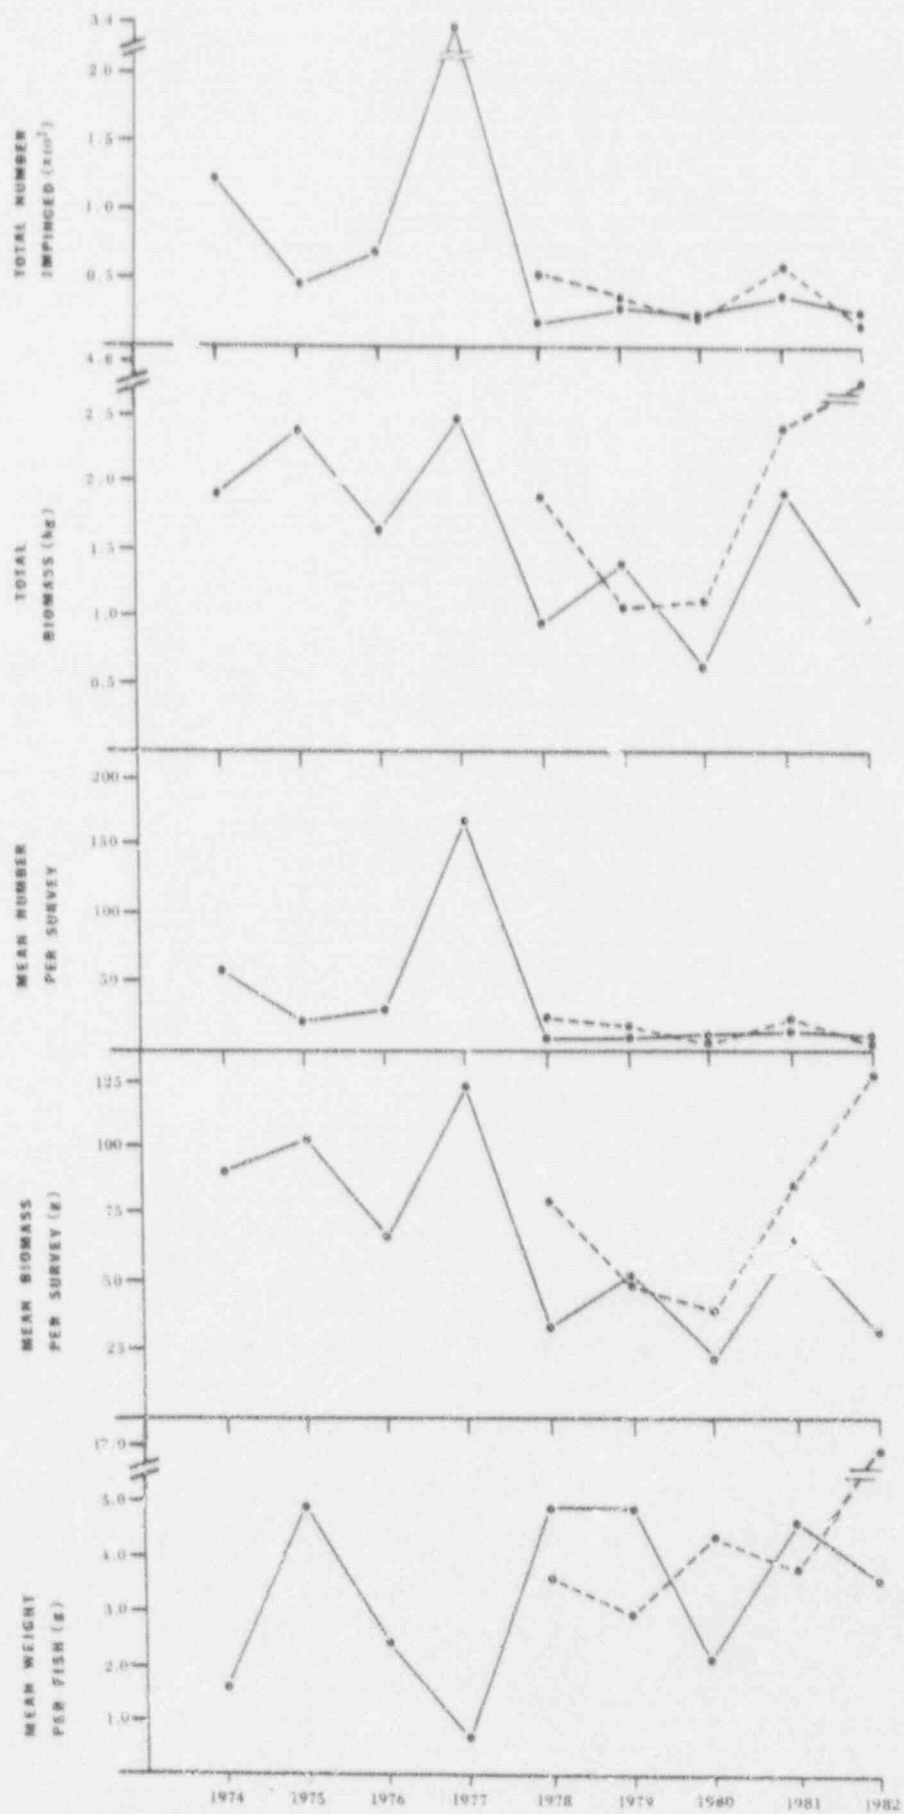 TOTAL NUMBER
IMPINGED (x10³)
3.4
2.0
1.5
1.0
0.5
TOTAL
BIOMASS (kg)
4.0
2.5
2.0
1.5
1.0
0.5
MEAN NUMBER
PER SURVEY
200
150
100
50
MEAN BIOMASS
PER SURVEY (g)
125
100
75
50
25
MEAN WEIGHT
PER FISH (g)
17.0
5.0
4.0
3.0
2.0
1.0
1974 1975 1976 1977 1978 1979 1980 1981 1982